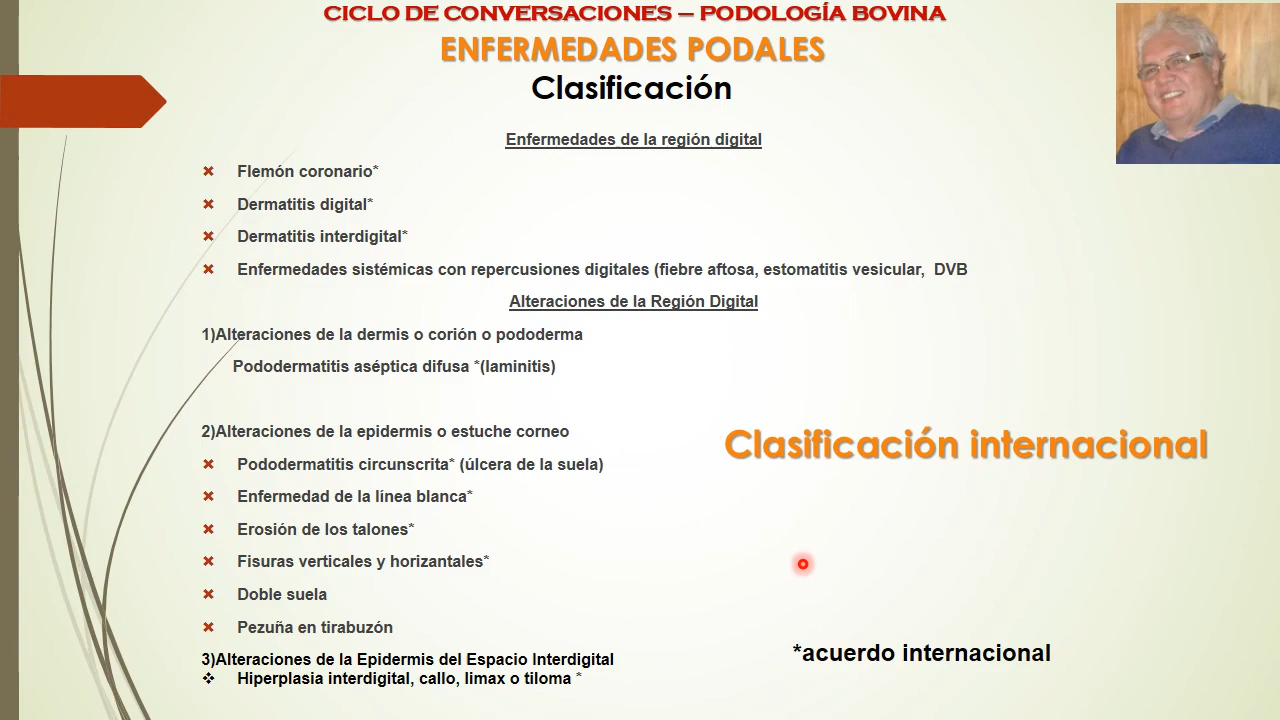 CICLO DE CONVERSACIONES – PODOLOGÍA BOVINA
ENFERMEDADES PODALES
Clasificación
Enfermedades de la región digital
Flemón coronario*
Dermatitis digital*
Dermatitis interdigital*
Enfermedades sistémicas con repercusiones digitales (fiebre aftosa, estomatitis vesicular, DVB
Alteraciones de la Región Digital
1)Alteraciones de la dermis o corión o pododerma
Pododermatitis aséptica difusa *(laminitis)
2)Alteraciones de la epidermis o estuche corneo
Clasificación internacional
Pododermatitis circunscrita* (úlcera de la suela)
Enfermedad de la línea blanca*
Erosión de los talones*
Fisuras verticales y horizantales*
Doble suela
Pezuña en tirabuzón
*acuerdo internacional
3)Alteraciones de la Epidermis del Espacio Interdigital
Hiperplasia interdigital, callo, limax o tiloma *